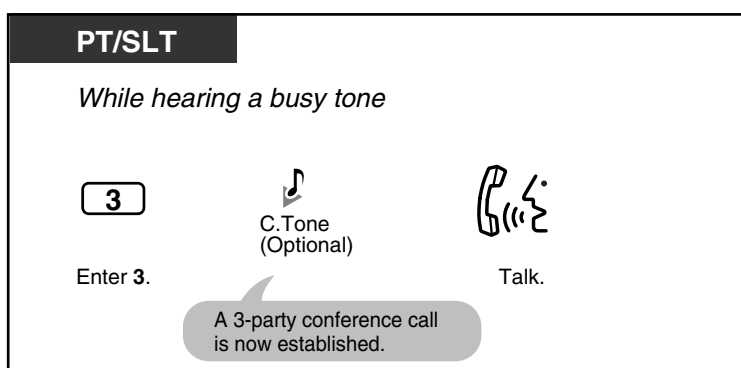 PT/SLT
While hearing a busy tone
3
C.Tone
(Optional)
Enter 3.
Talk.
A 3-party conference call
is now established.